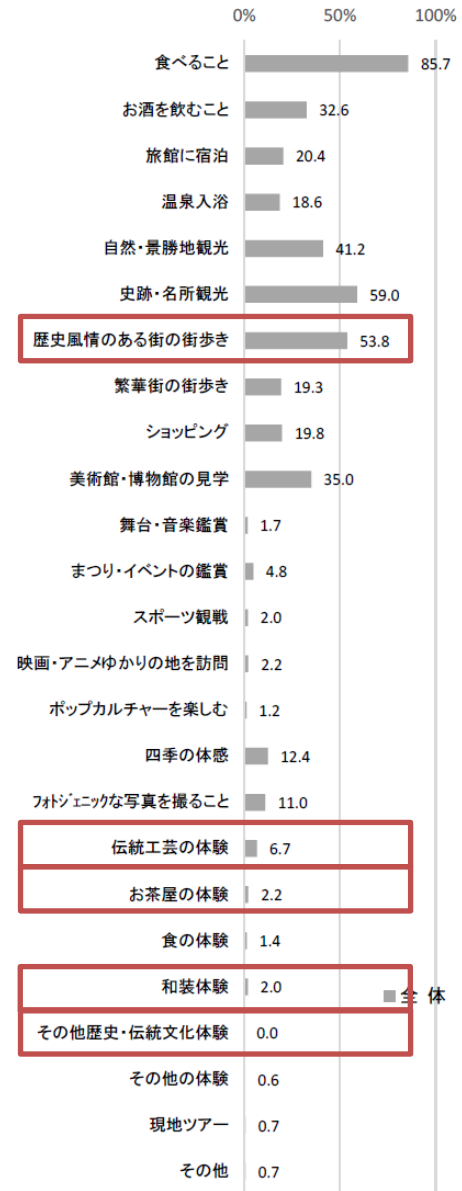 0% 50% 100%
食べること 85.7
お酒を飲むこと 32.6
旅館に宿泊 20.4
温泉入浴 18.6
自然・景勝地観光 41.2
史跡・名所観光 59.0
歴史風情のある街の街歩き 53.8
繁華街の街歩き 19.3
ショッピング 19.8
美術館・博物館の見学 35.0
舞台・音楽鑑賞 1.7
まつり・イベントの鑑賞 4.8
スポーツ観戦 2.0
映画・アニメゆかりの地を訪問 2.2
ポップカルチャーを楽しむ 1.2
四季の体感 12.4
ﾌｫﾄｼﾞｪﾆｯｸな写真を撮ること 11.0
伝統工芸の体験 6.7
お茶屋の体験 2.2
食の体験 1.4
和装体験 2.0
全 体
その他歴史・伝統文化体験 0.0
その他の体験 0.6
現地ツアー 0.7
その他 0.7